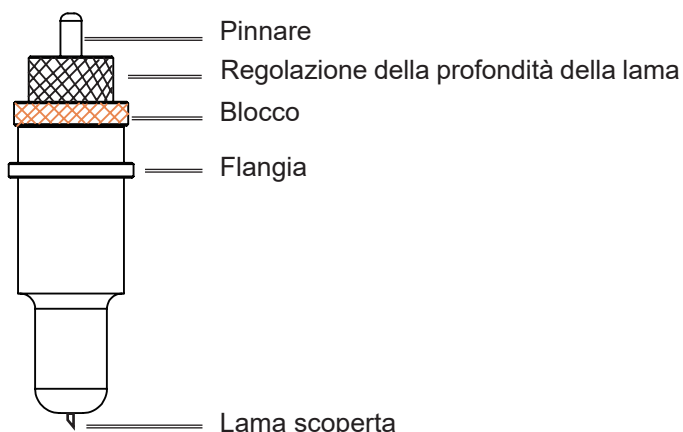 Pinnare
Regolazione della profondità della lama
Blocco
Flangia
Lama scoperta